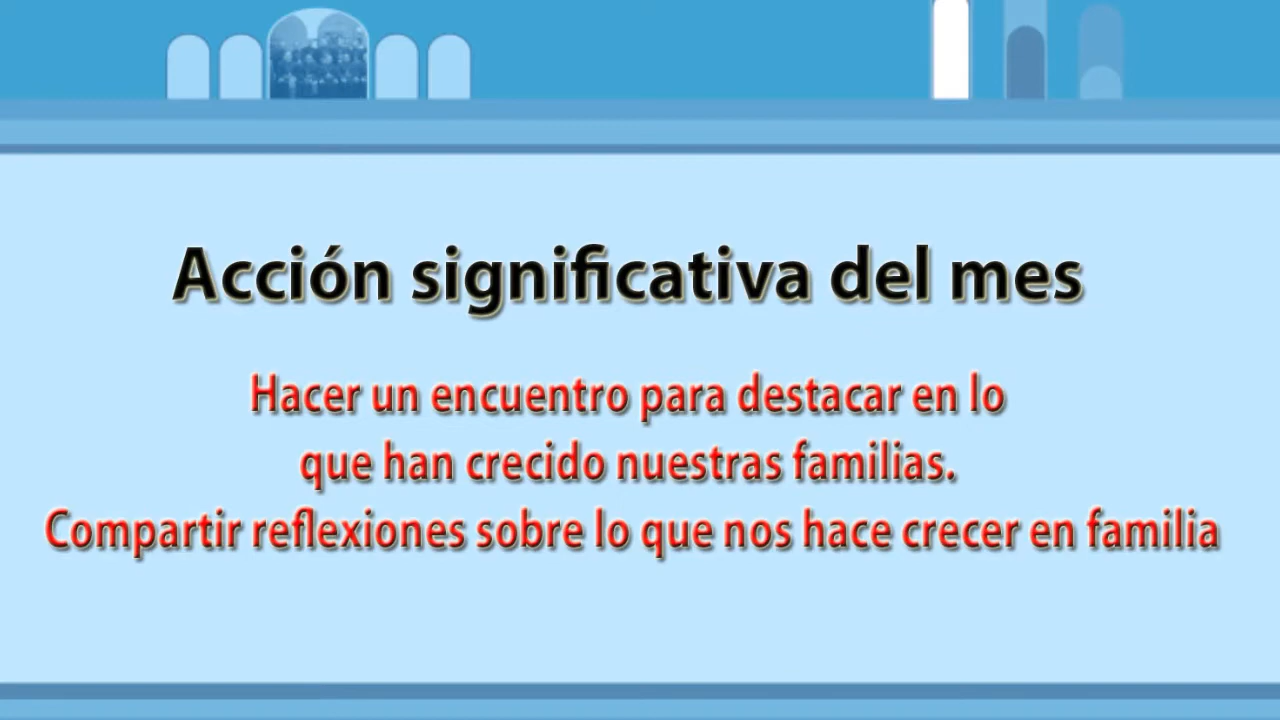 Acción significativa del mes
Hacer un encuentro para destacar en lo
que han crecido nuestras familias.
Compartir reflexiones sobre lo que nos hace crecer en familia